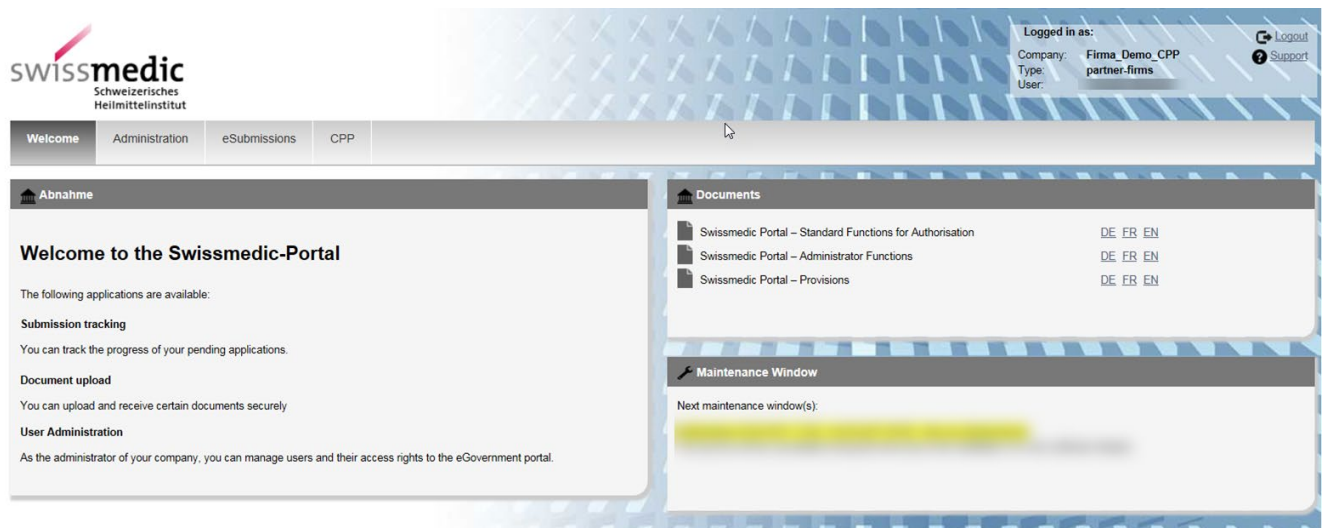 swissmedic
Schweizerisches
Heilmittelinstitut
Logged in as:
Company: Firma_Demo_CPP
Type: partner-firms
User:
Logout
Support
Welcome Administration eSubmissions CPP
Abnahme
Welcome to the Swissmedic-Portal
The following applications are available:
Submission tracking
You can track the progress of your pending applications.
Document upload
You can upload and receive certain documents securely
User Administration
As the administrator of your company, you can manage users and their access rights to the eGovernment portal.
Documents
Swissmedic Portal – Standard Functions for Authorisation DE FR EN
Swissmedic Portal – Administrator Functions DE FR EN
Swissmedic Portal – Provisions DE FR EN
Maintenance Window
Next maintenance window(s):